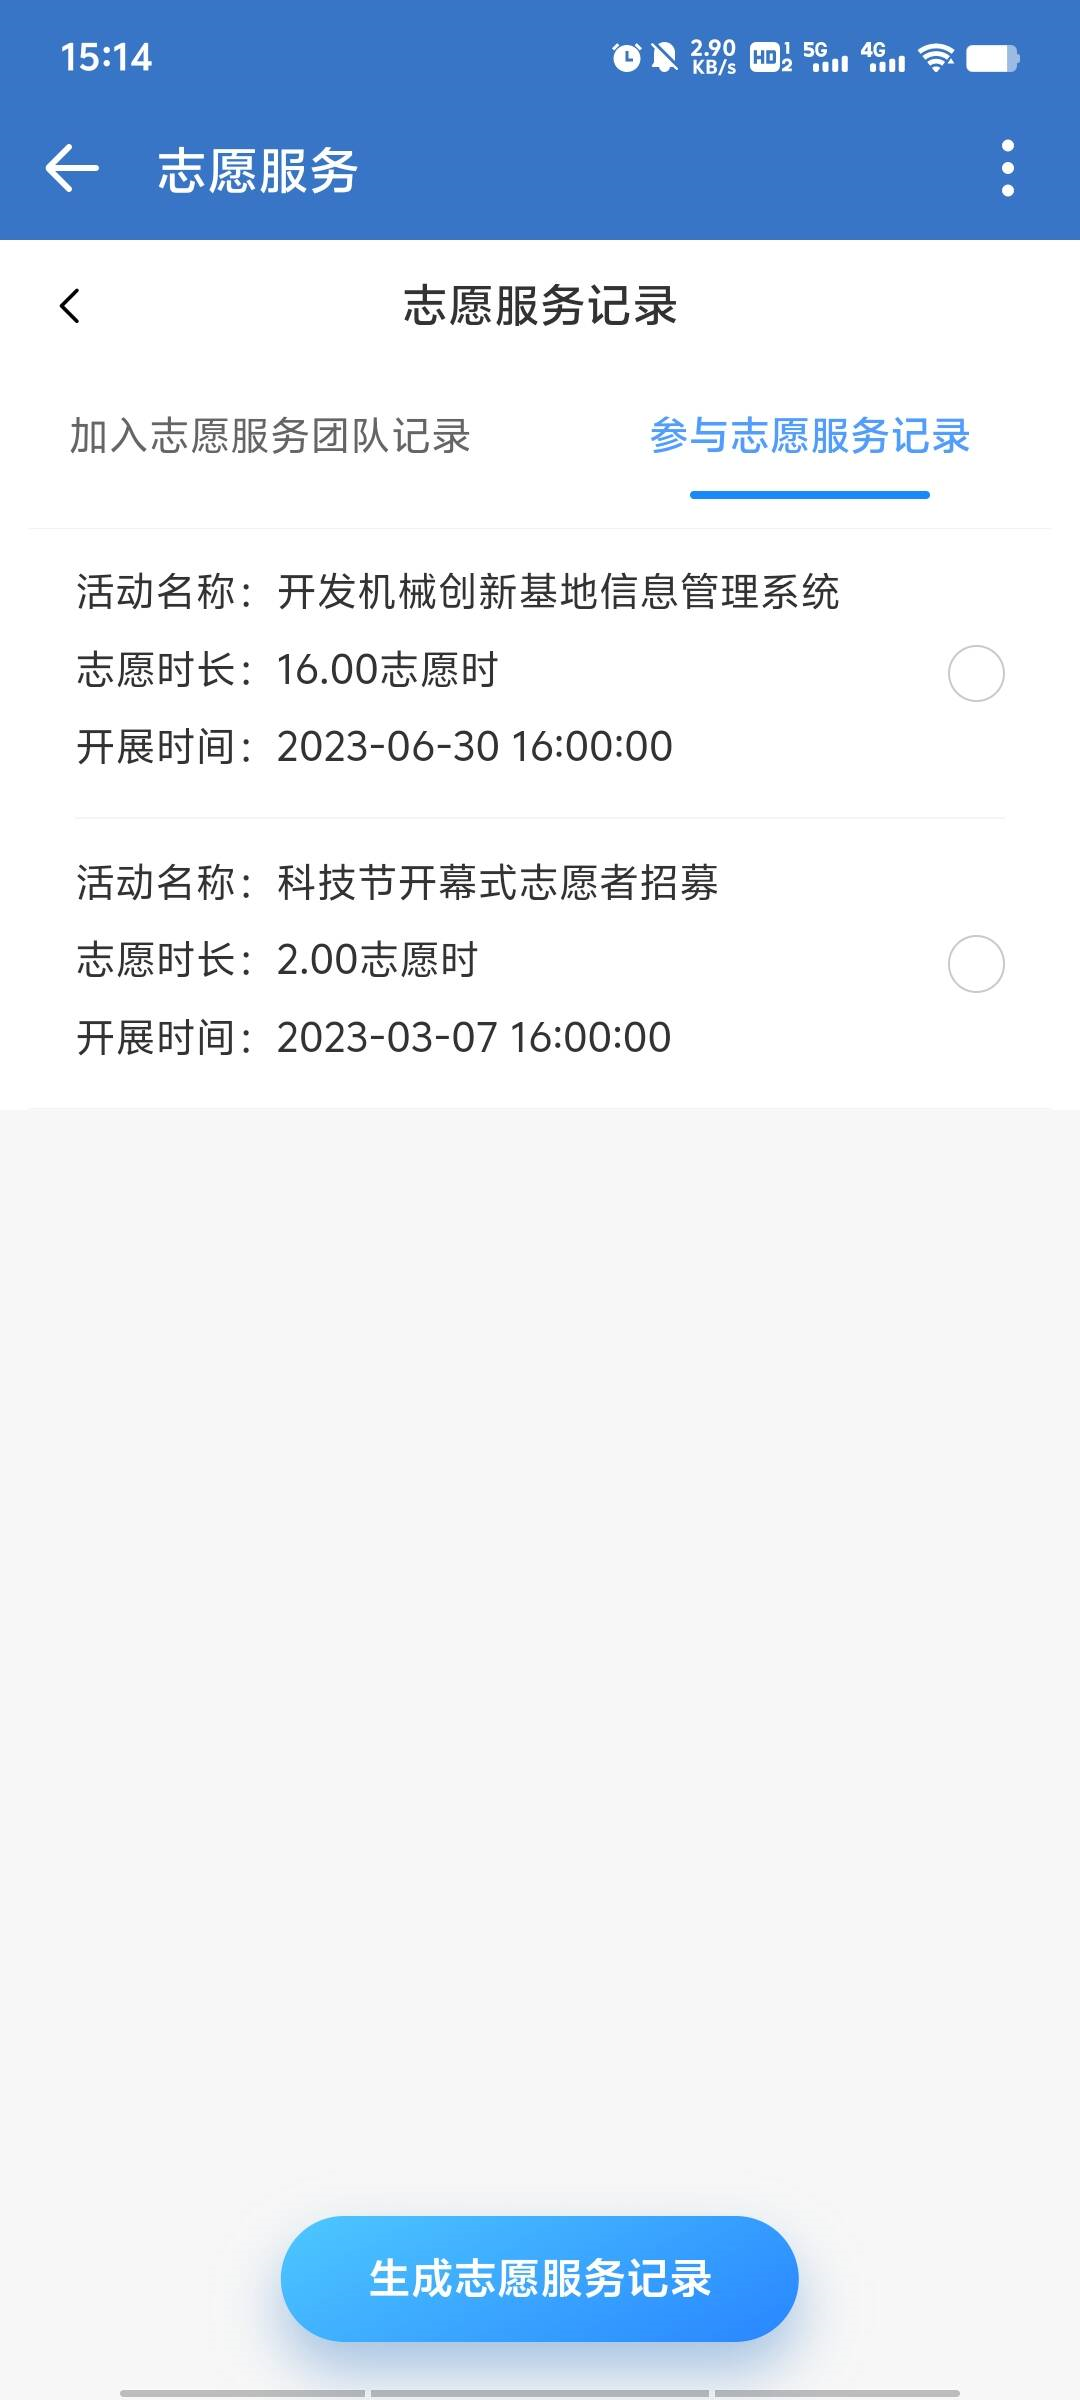 15:14
2.90 KB/s HD 1 2 5G 4G
志愿服务
志愿服务记录
加入志愿服务团队记录 参与志愿服务记录
活动名称：开发机械创新基地信息管理系统
志愿时长：16.00志愿时
开展时间：2023-06-30 16:00:00
活动名称：科技节开幕式志愿者招募
志愿时长：2.00志愿时
开展时间：2023-03-07 16:00:00
生成志愿服务记录